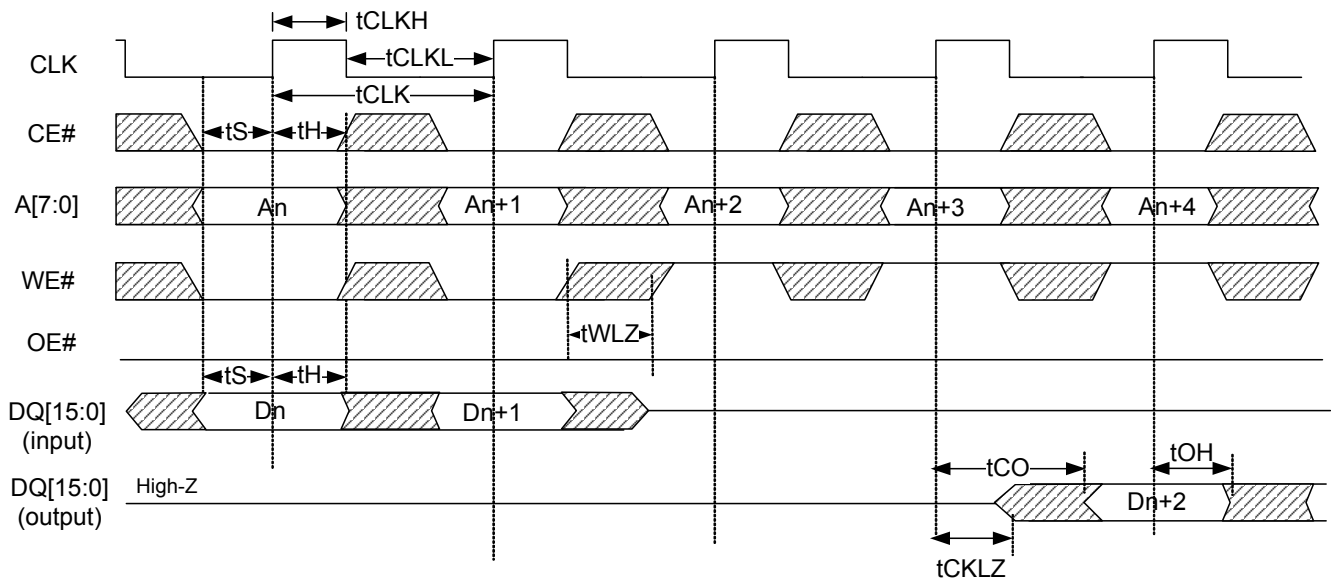 tCLKH
CLK
tCLKL
tCLK
CE#
tS
tH
A[7:0]
An
An+1
An+2
An+3
An+4
WE#
tWLZ
OE#
tS
tH
DQ[15:0]
(input)
Dn
Dn+1
tCO
tOH
DQ[15:0]
(output)
High-Z
Dn+2
tCKLZ